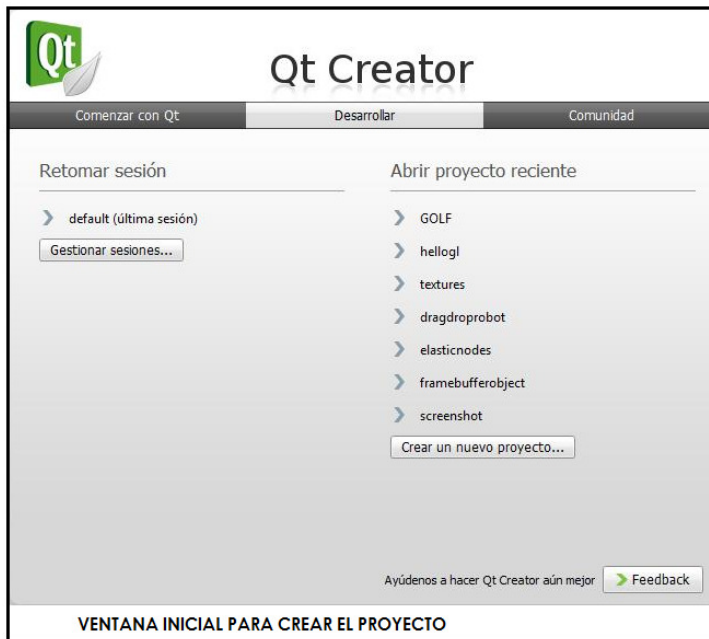 Qt
Qt Creator
Comenzar con Qt
Desarrollar
Comunidad
Retomar sesión
default (última sesión)
Gestionar sesiones...
Abrir proyecto reciente
GOLF
hellogl
textures
dragdroprobot
elasticnodes
framebufferobject
screenshot
Crear un nuevo proyecto...
Ayúdenos a hacer Qt Creator aún mejor
Feedback
VENTANA INICIAL PARA CREAR EL PROYECTO